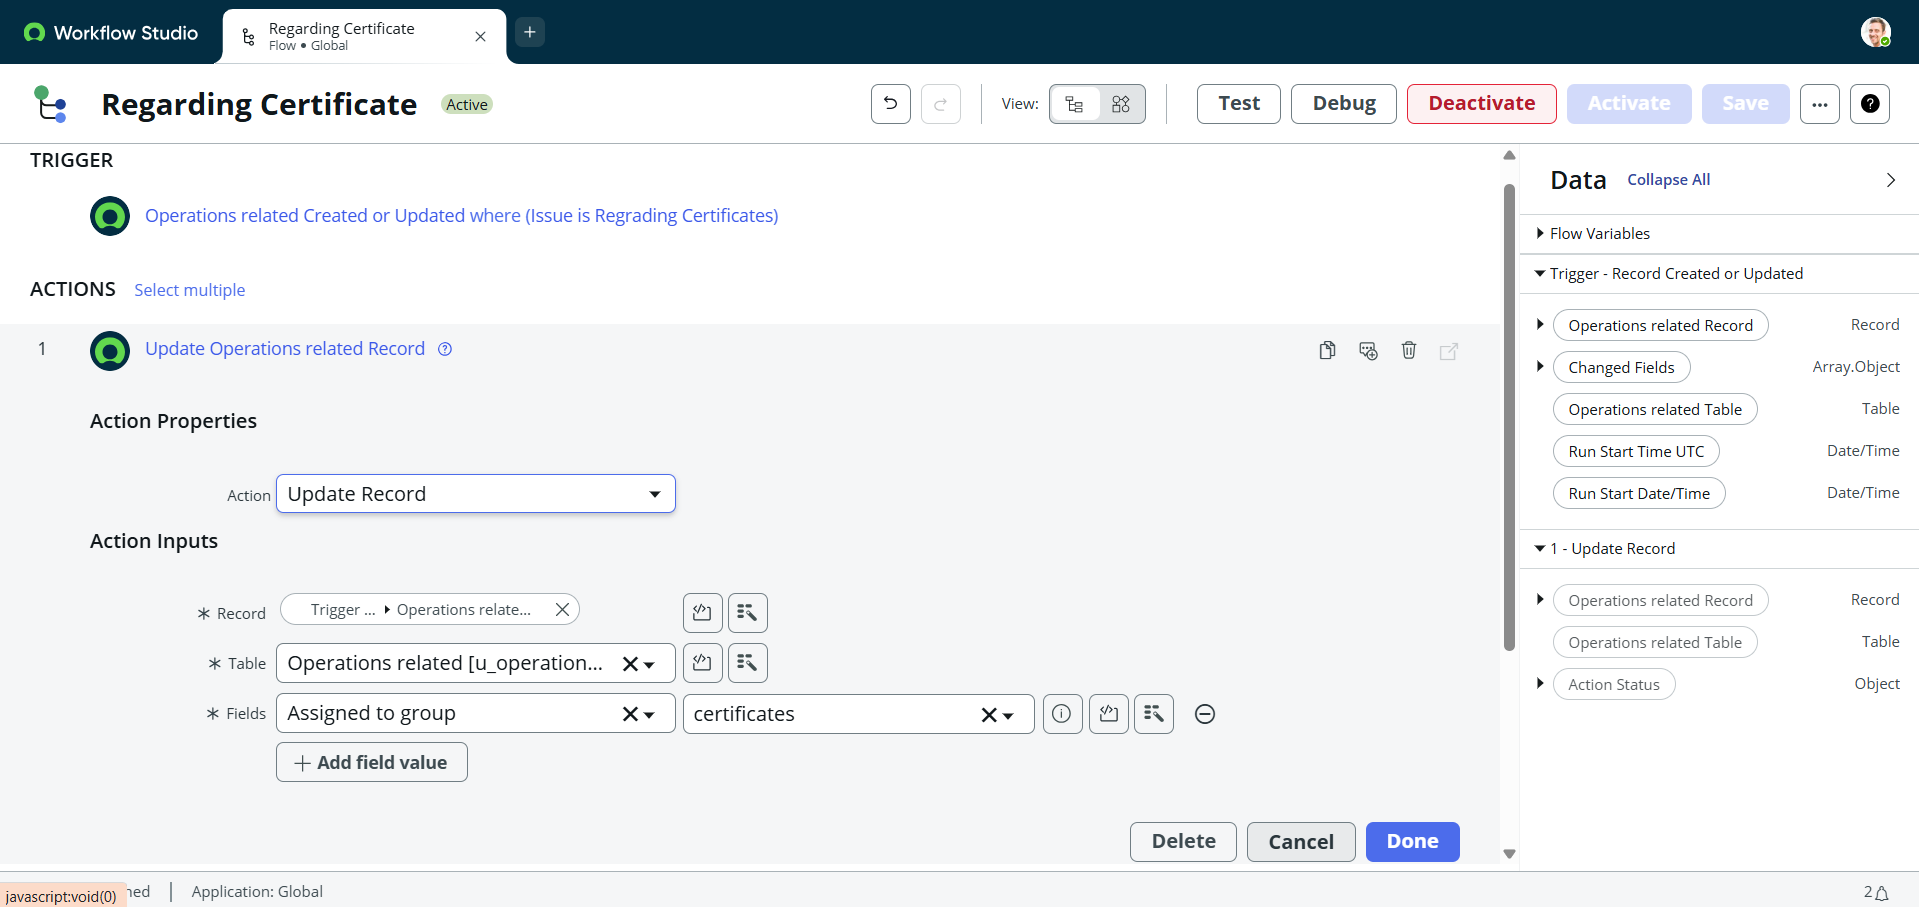 Workflow Studio
Regarding Certificate
Flow • Global
Regarding Certificate
Active
View:
Test
Debug
Deactivate
Activate
Save
TRIGGER
Operations related Created or Updated where (Issue is Regrading Certificates)
ACTIONS
Select multiple
1
Update Operations related Record
Action Properties
Action
Update Record
Action Inputs
Record
Trigger ...
Operations relate...
Table
Operations related [u_operation...
Fields
Assigned to group
certificates
Add field value
Delete
Cancel
Done
Data
Collapse All
Flow Variables
Trigger - Record Created or Updated
Operations related Record
Record
Changed Fields
Array.Object
Operations related Table
Table
Run Start Time UTC
Date/Time
Run Start Date/Time
Date/Time
1 - Update Record
Operations related Record
Record
Operations related Table
Table
Action Status
Object
javascript:void(0)
Application: Global
2